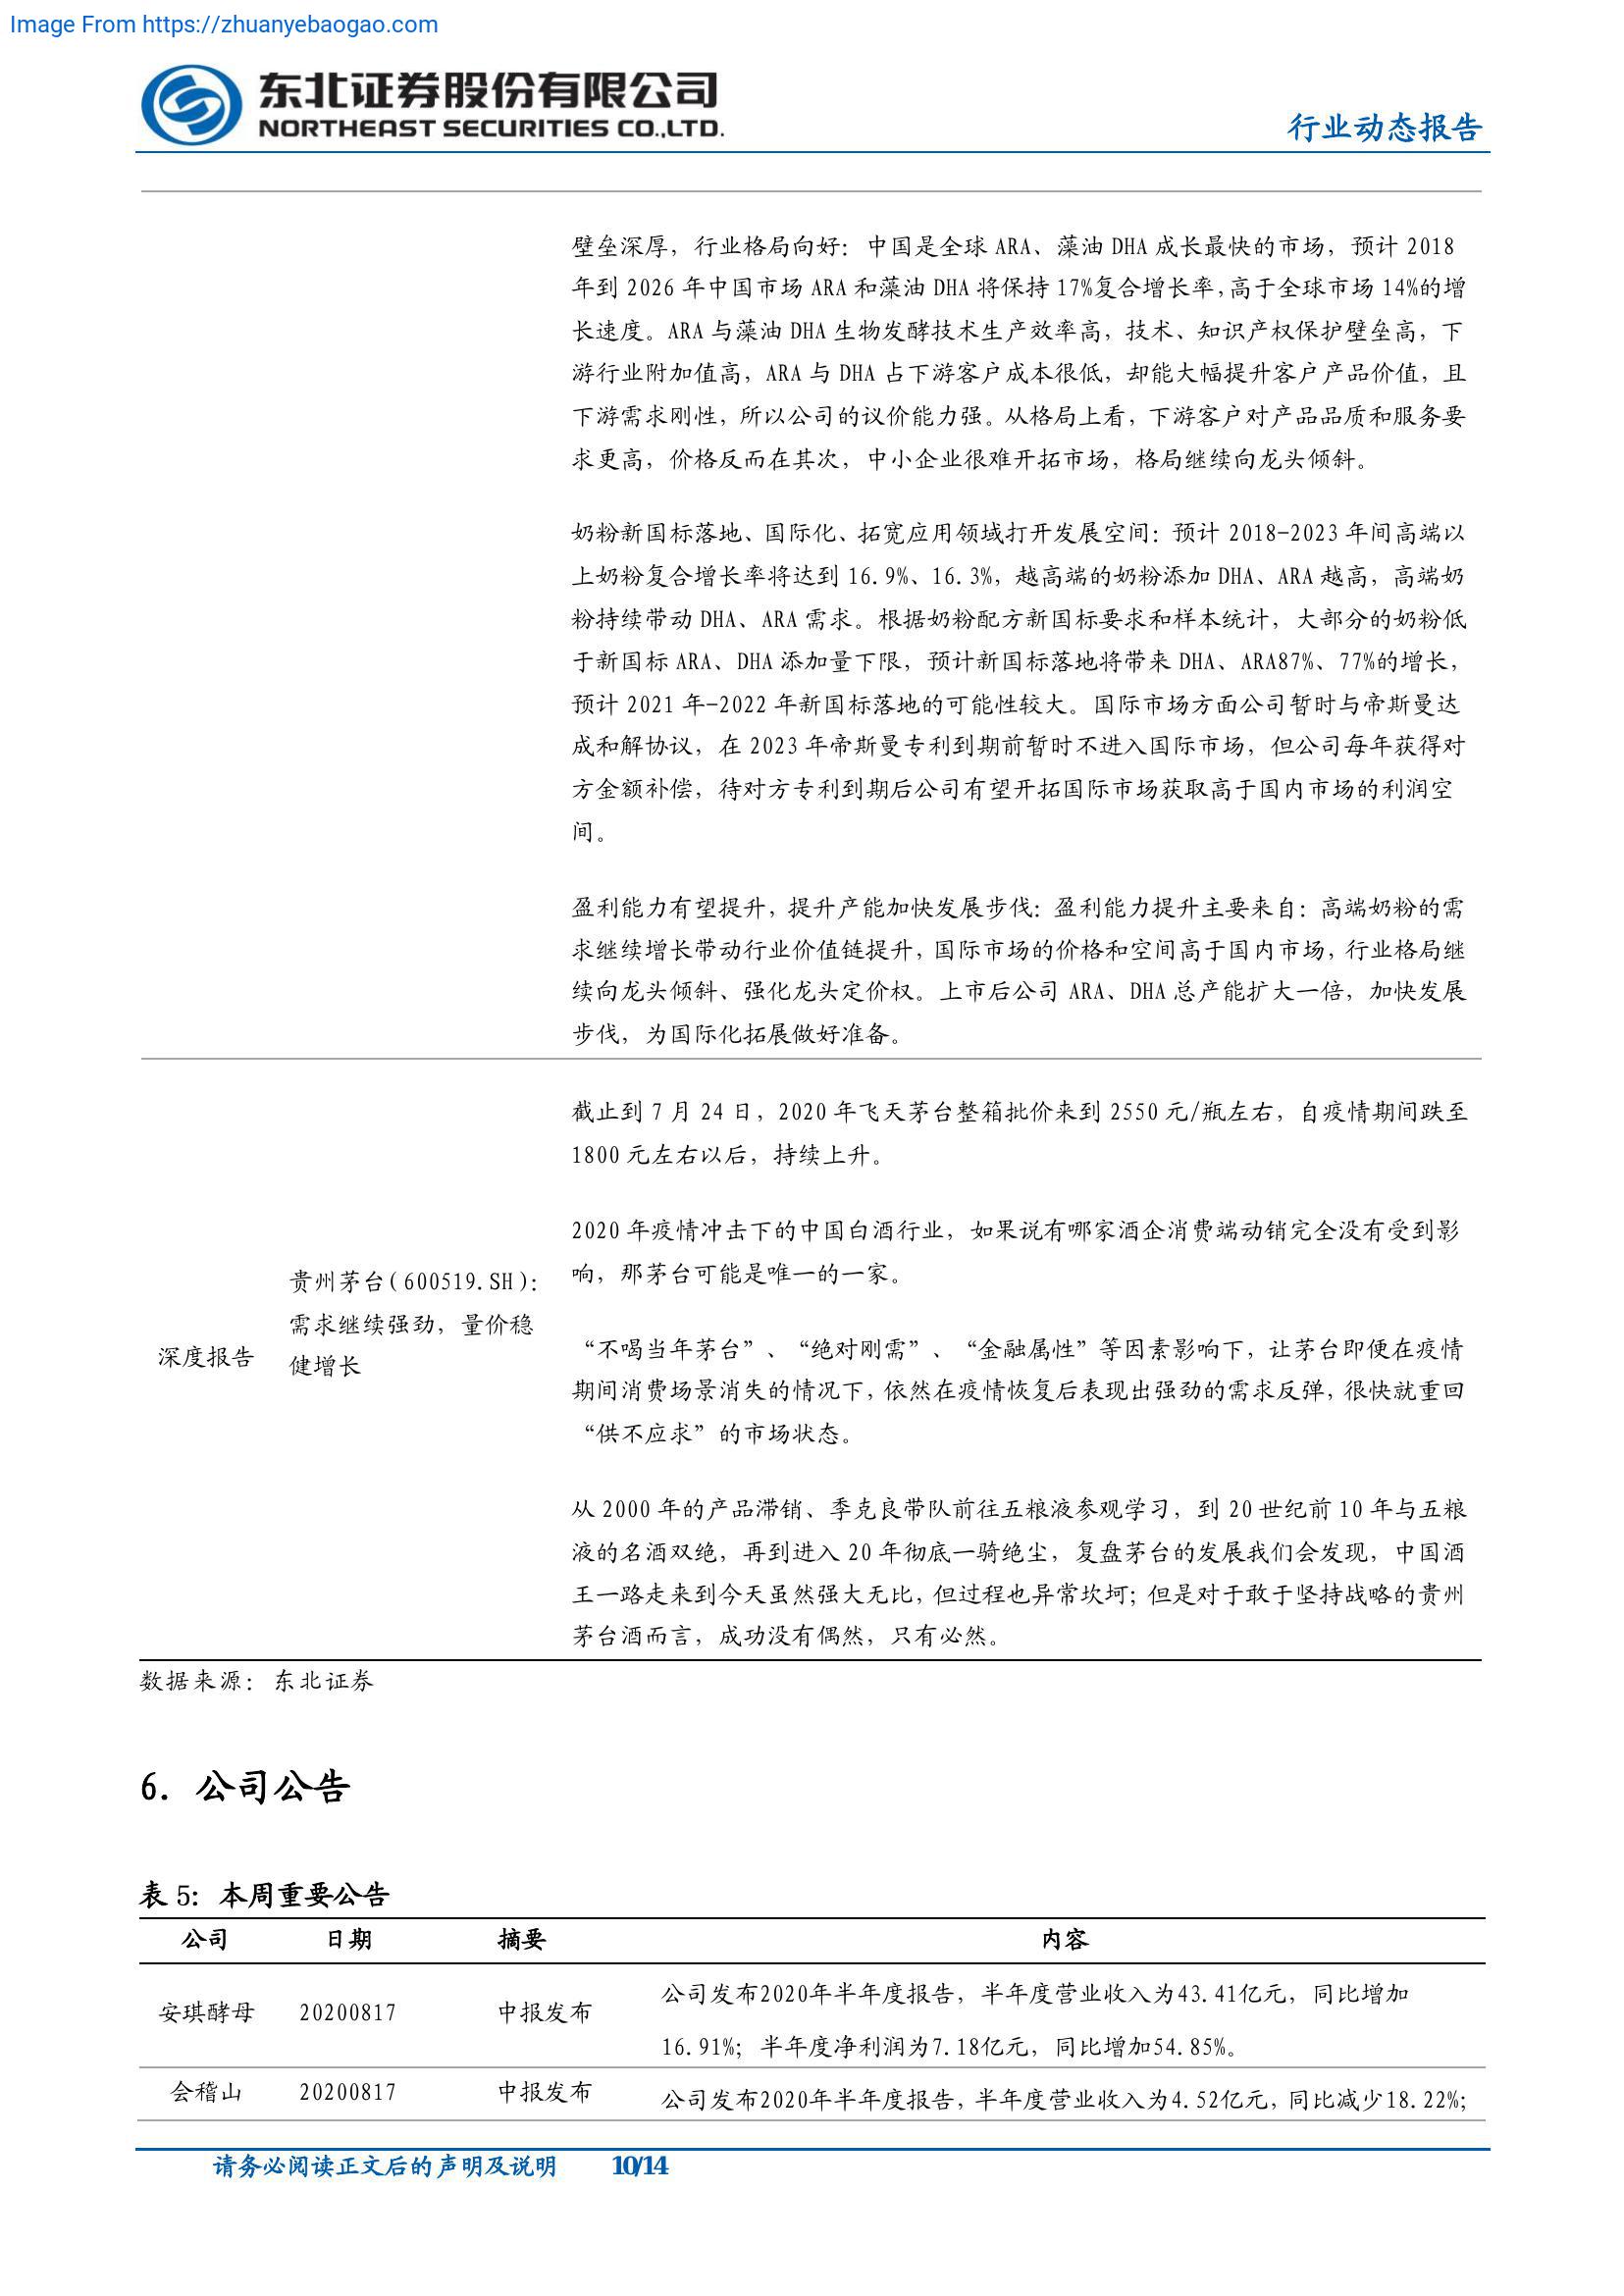 Image From https://zhuanyebaogao.com
东北证券股份有限公司
NORTHEAST SECURITIES CO.,LTD.
行业动态报告
壁垒深厚，行业格局向好：中国是全球 ARA、藻油 DHA 成长最快的市场，预计 2018
年到 2026 年中国市场 ARA 和藻油 DHA 将保持 17%复合增长率，高于全球市场 14%的增
长速度。ARA 与藻油 DHA 生物发酵技术生产效率高，技术、知识产权保护壁垒高，下
游行业附加值高，ARA 与 DHA 占下游客户成本很低，却能大幅提升客户产品价值，且
下游需求刚性，所以公司的议价能力强。从格局上看，下游客户对产品品质和服务要
求更高，价格反而在其次，中小企业很难开拓市场，格局继续向龙头倾斜。
奶粉新国标落地、国际化、拓宽应用领域打开发展空间：预计 2018-2023 年间高端以
上奶粉复合增长率将达到 16.9%、16.3%，越高端的奶粉添加 DHA、ARA 越高，高端奶
粉持续带动 DHA、ARA 需求。根据奶粉配方新国标要求和样本统计，大部分的奶粉低
于新国标 ARA、DHA 添加量下限，预计新国标落地将带来 DHA、ARA87%、77%的增长，
预计 2021 年-2022 年新国标落地的可能性较大。国际市场方面公司暂时与帝斯曼达
成和解协议，在 2023 年帝斯曼专利到期前暂时不进入国际市场，但公司每年获得对
方金额补偿，待对方专利到期后公司有望开拓国际市场获取高于国内市场的利润空
间。
盈利能力有望提升，提升产能加快发展步伐：盈利能力提升主要来自：高端奶粉的需
求继续增长带动行业价值链提升，国际市场的价格和空间高于国内市场，行业格局继
续向龙头倾斜、强化龙头定价权。上市后公司 ARA、DHA 总产能扩大一倍，加快发展
步伐，为国际化拓展做好准备。
深度报告
贵州茅台(600519.SH)：
需求继续强劲，量价稳
健增长
截止到 7 月 24 日，2020 年飞天茅台整箱批价来到 2550 元/瓶左右，自疫情期间跌至
1800 元左右以后，持续上升。
2020 年疫情冲击下的中国白酒行业，如果说有哪家酒企消费端动销完全没有受到影
响，那茅台可能是唯一的一家。
“不喝当年茅台”、“绝对刚需”、“金融属性”等因素影响下，让茅台即便在疫情
期间消费场景消失的情况下，依然在疫情恢复后表现出强劲的需求反弹，很快就重回
“供不应求”的市场状态。
从 2000 年的产品滞销、季克良带队前往五粮液参观学习，到 20 世纪前 10 年与五粮
液的名酒双绝，再到进入 20 年彻底一骑绝尘，复盘茅台的发展我们会发现，中国酒
王一路走来到今天虽然强大无比，但过程也异常坎坷；但是对于敢于坚持战略的贵州
茅台酒而言，成功没有偶然，只有必然。
数据来源：东北证券
6. 公司公告
表 5：本周重要公告
公司 日期 摘要 内容
安琪酵母 20200817 中报发布 公司发布2020年半年度报告，半年度营业收入为43.41亿元，同比增加
16.91%；半年度净利润为7.18亿元，同比增加54.85%。
会稽山 20200817 中报发布 公司发布2020年半年度报告，半年度营业收入为4.52亿元，同比减少18.22%；
请务必阅读正文后的声明及说明 10/14